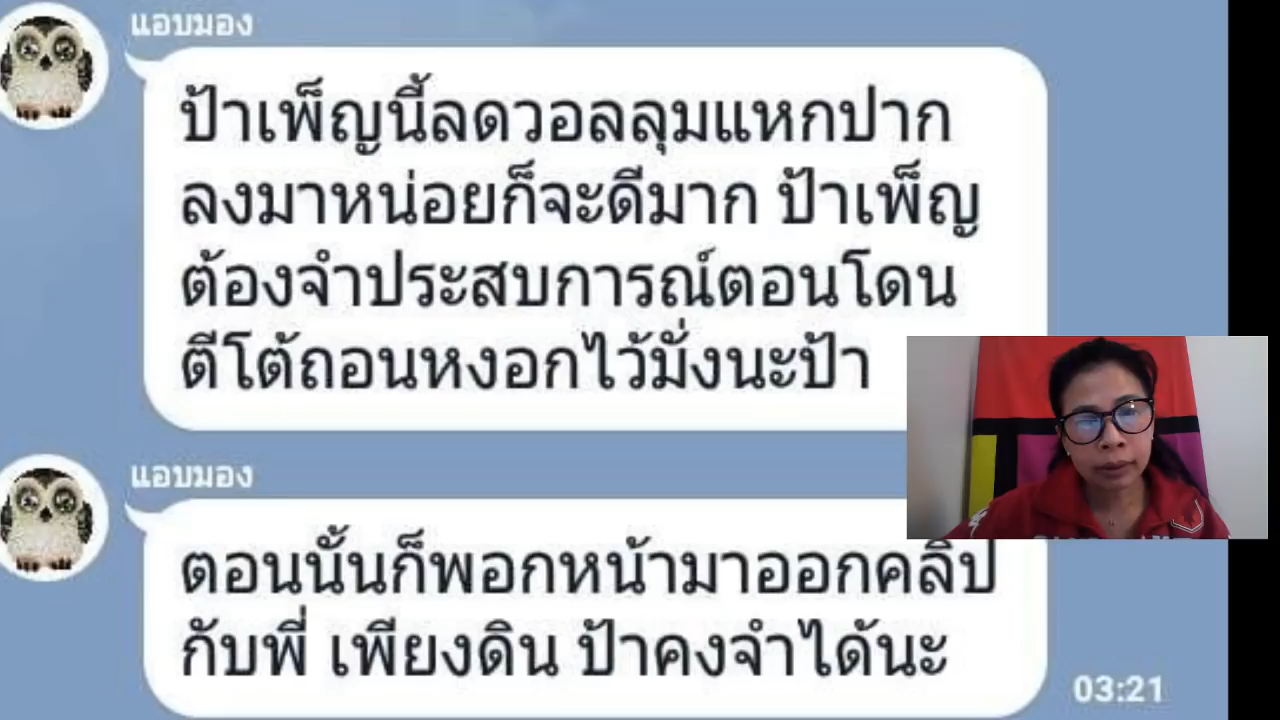 แอบมอง
ป้าเพ็ญนี้ลดวอลลุมแหกปาก
ลงมาหน่อยก็จะดีมาก ป้าเพ็ญ
ต้องจำประสบการณ์ตอนโดน
ตีโต้ถอนหงอกไว้มั่งนะป้า
แอบมอง
ตอนนั้นก็พอกหน้ามาออกคลิป
กับพี่ เพียงดิน ป้าคงจำได้นะ
03:21